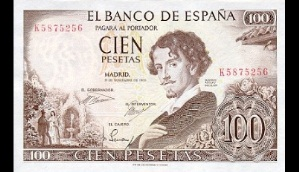 EL BANCO DE ESPAÑA
K5875256
100
PAGARA AL PORTADOR
CIEN
PESETAS
K5875256
MADRID,
EL GOBERNADOR
EL INTERVENTOR
EL CAJERO
100
100
CIEN PESETAS